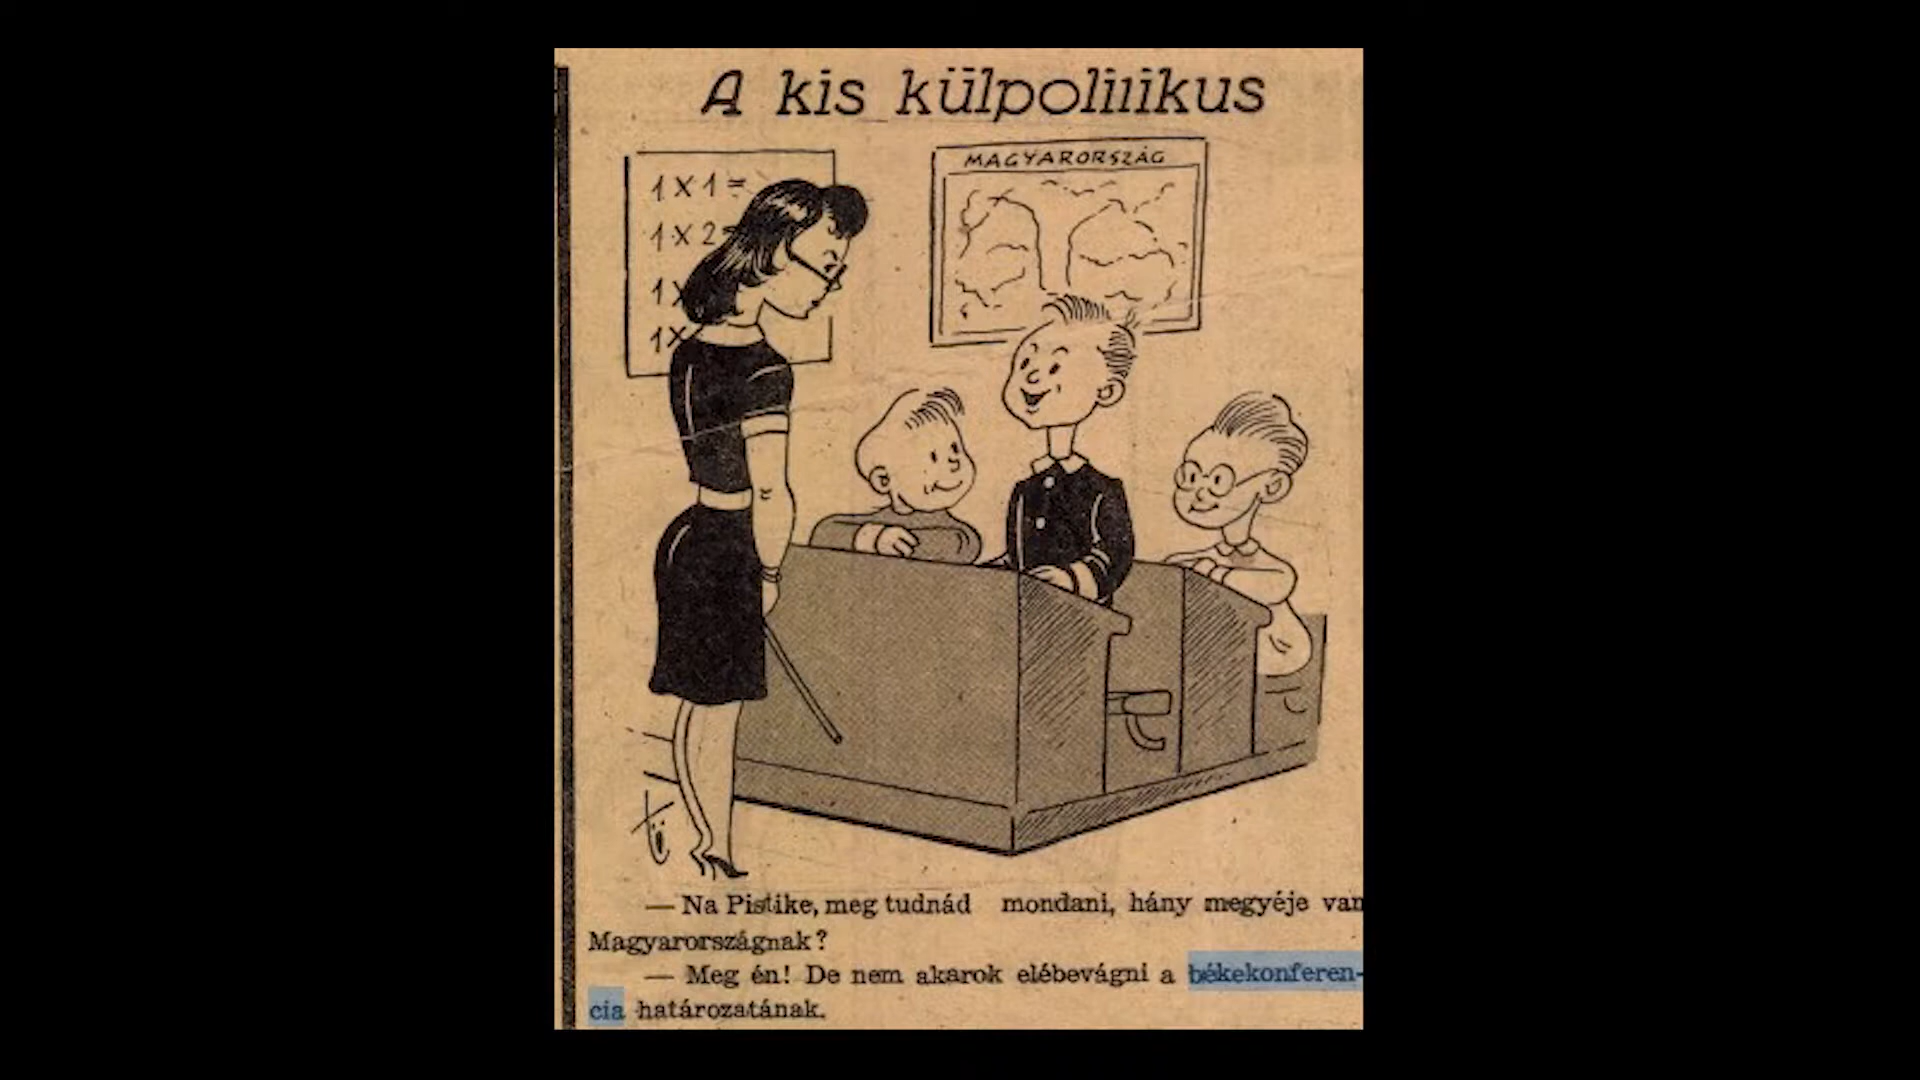 A kis külpolitikus
1 X 1 =
1 X 2 =
1 X
1 X
MAGYARORSZÁG
— Na Pistike, meg tudnád mondani, hány megyéje van
Magyarországnak?
— Meg én! De nem akarok elébevágni a békekonferen-
cia határozatának.